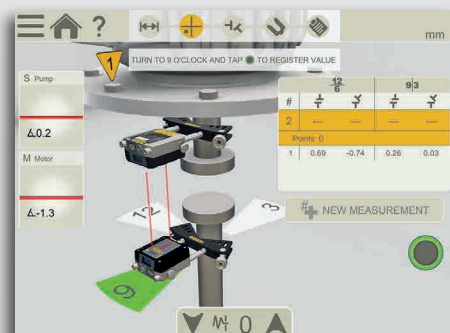 ?
mm
1
TURN TO 9 O'CLOCK AND TAP TO REGISTER VALUE
S Pump
∡0.2
M Motor
∡-1.3
12
6
9 3
#
2 — — — —
Points: 0
1 0.69 -0.74 0.26 0.03
# NEW MEASUREMENT
12
3
9
0